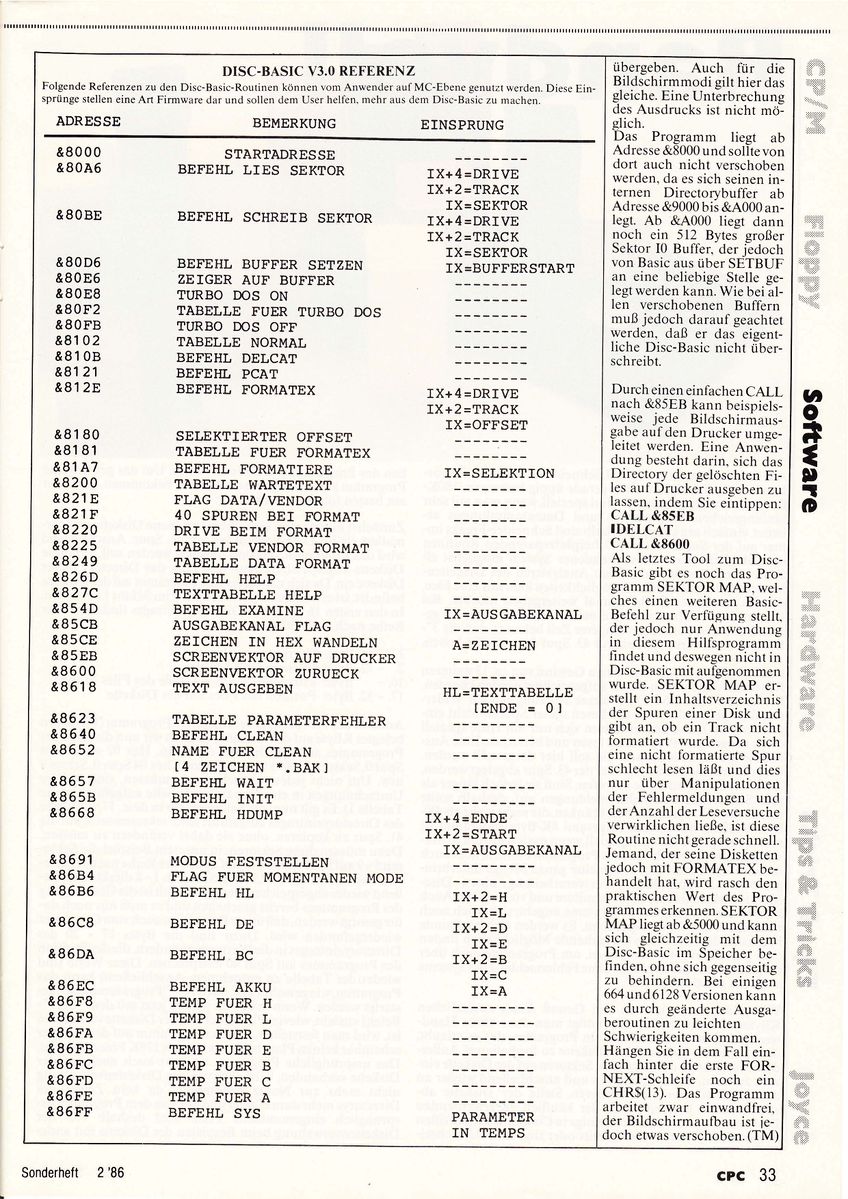 DISC-BASIC V3.0 REFERENZ
Folgende Referenzen zu den Disc-Basic-Routinen können vom Anwender auf MC-Ebene genutzt werden. Diese Ein-
sprünge stellen eine Art Firmware dar und sollen dem User helfen, mehr aus dem Disc-Basic zu machen.
ADRESSE BEMERKUNG EINSPRUNG
&8000 STARTADRESSE --------
&80A6 BEFEHL LIES SEKTOR IX+4=DRIVE
IX+2=TRACK
IX=SEKTOR
&80BE BEFEHL SCHREIB SEKTOR IX+4=DRIVE
IX+2=TRACK
IX=SEKTOR
&80D6 BEFEHL BUFFER SETZEN IX=BUFFERSTART
&80E6 ZEIGER AUF BUFFER --------
&80E8 TURBO DOS ON --------
&80F2 TABELLE FUER TURBO DOS --------
&80FB TURBO DOS OFF --------
&8102 TABELLE NORMAL --------
&810B BEFEHL DELCAT --------
&8121 BEFEHL PCAT --------
&812E BEFEHL FORMATEX IX+4=DRIVE
IX+2=TRACK
IX=OFFSET
&8180 SELEKTIERTER OFFSET --------
&8181 TABELLE FUER FORMATEX --------
&81A7 BEFEHL FORMATIERE IX=SELEKTION
&8200 TABELLE WARTETEXT --------
&821E FLAG DATA/VENDOR --------
&821F 40 SPUREN BEI FORMAT --------
&8220 DRIVE BEIM FORMAT --------
&8225 TABELLE VENDOR FORMAT --------
&8249 TABELLE DATA FORMAT --------
&826D BEFEHL HELP --------
&827C TEXTTABELLE HELP --------
&854D BEFEHL EXAMINE IX=AUSGABEKANAL
&85CB AUSGABEKANAL FLAG --------
&85CE ZEICHEN IN HEX WANDELN A=ZEICHEN
&85EB SCREENVEKTOR AUF DRUCKER --------
&8600 SCREENVEKTOR ZURUECK --------
&8618 TEXT AUSGEBEN HL=TEXTTABELLE
[ENDE = 0]
&8623 TABELLE PARAMETERFEHLER --------
&8640 BEFEHL CLEAN --------
&8652 NAME FUER CLEAN --------
[4 ZEICHEN *.BAK]
&8657 BEFEHL WAIT --------
&865B BEFEHL INIT --------
&8668 BEFEHL HDUMP IX+4=ENDE
IX+2=START
IX=AUSGABEKANAL
&8691 MODUS FESTSTELLEN --------
&86B4 FLAG FUER MOMENTANEN MODE --------
&86B6 BEFEHL HL IX+2=H
IX=L
&86C8 BEFEHL DE IX+2=D
IX=E
&86DA BEFEHL BC IX+2=B
IX=C
&86EC BEFEHL AKKU IX=A
&86F8 TEMP FUER H --------
&86F9 TEMP FUER L --------
&86FA TEMP FUER D --------
&86FB TEMP FUER E --------
&86FC TEMP FUER B --------
&86FD TEMP FUER C --------
&86FE TEMP FUER A --------
&86FF BEFEHL SYS PARAMETER
IN TEMPS
übergeben. Auch für die
Bildschirmmodi gilt hier das
gleiche. Eine Unterbrechung
des Ausdrucks ist nicht mög-
lich.
Das Programm liegt ab
Adresse &8000 und sollte von
dort auch nicht verschoben
werden, da es sich seinen in-
ternen Directorybuffer ab
Adresse &9000 bis &A000 an-
legt. Ab &A000 liegt dann
noch ein 512 Bytes großer
Sektor I0 Buffer, der jedoch
von Basic aus über SETBUF
an eine beliebige Stelle ge-
legt werden kann. Wie bei al-
len verschobenen Buffern
muß jedoch darauf geachtet
werden, daß er das eigent-
liche Disc-Basic nicht über-
schreibt.
Durch einen einfachen CALL
nach &85EB kann beispiels-
weise jede Bildschirmaus-
gabe auf den Drucker umge-
leitet werden. Eine Anwen-
dung besteht darin, sich das
Directory der gelöschten Fi-
les auf Drucker ausgeben zu
lassen, indem Sie eintippen:
CALL &85EB
|DELCAT
CALL &8600
Als letztes Tool zum Disc-
Basic gibt es noch das Pro-
gramm SEKTOR MAP, wel-
ches einen weiteren Basic-
Befehl zur Verfügung stellt,
der jedoch nur Anwendung
in diesem Hilfsprogramm
findet und deswegen nicht in
Disc-Basic mit aufgenommen
wurde. SEKTOR MAP er-
stellt ein Inhaltsverzeichnis
der Spuren einer Disk und
gibt an, ob ein Track nicht
formatiert wurde. Da sich
eine nicht formatierte Spur
schlecht lesen läßt und dies
nur über Manipulationen
der Fehlermeldungen und
der Anzahl der Leseversuche
verwirklichen ließe, ist diese
Routine nicht gerade schnell.
Jemand, der seine Disketten
jedoch mit FORMATEX be-
handelt hat, wird rasch den
praktischen Wert des Pro-
grammes erkennen. SEKTOR
MAP liegt ab &5000 und kann
sich gleichzeitig mit dem
Disc-Basic im Speicher be-
finden, ohne sich gegenseitig
zu behindern. Bei einigen
664 und 6128 Versionen kann
es durch geänderte Ausga-
beroutinen zu leichten
Schwierigkeiten kommen.
Hängen Sie in dem Fall ein-
fach hinter die erste FOR-
NEXT-Schleife noch ein
CHR$(13). Das Programm
arbeitet zwar einwandfrei,
der Bildschirmaufbau ist je-
doch etwas verschoben. (TM)
CP/M
Floppy
Software
Hardware
Tips & Tricks
Joyce
Sonderheft 2 '86
CPC 33